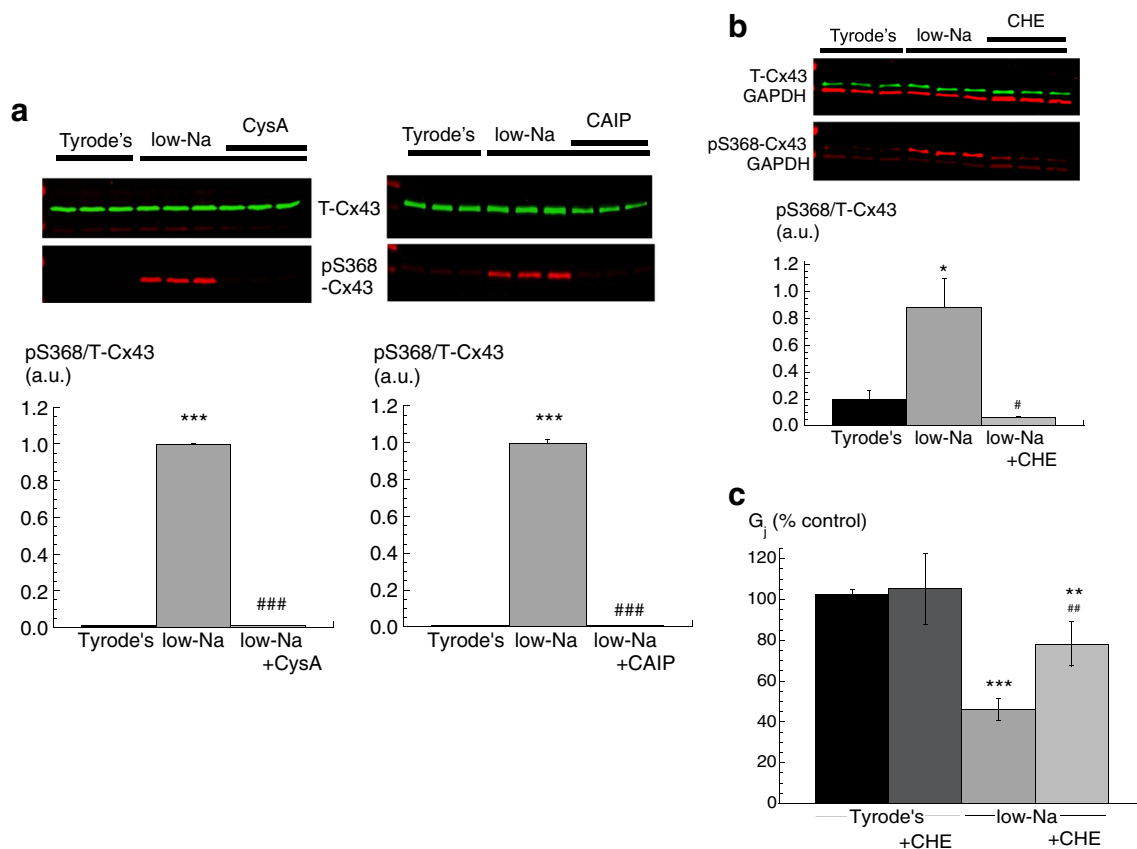 a
Tyrode's low-Na CysA
Tyrode's low-Na CAIP
T-Cx43
pS368
-Cx43
pS368/T-Cx43
(a.u.)
1.2
1.0
0.8
0.6
0.4
0.2
0.0
***
###
Tyrode's low-Na low-Na
+CysA
pS368/T-Cx43
(a.u.)
1.2
1.0
0.8
0.6
0.4
0.2
0.0
***
###
Tyrode's low-Na low-Na
+CAIP
b
Tyrode's low-Na CHE
T-Cx43
GAPDH
pS368-Cx43
GAPDH
pS368/T-Cx43
(a.u.)
1.2
1.0
0.8
0.6
0.4
0.2
0.0
*
#
Tyrode's low-Na low-Na
+CHE
c
Gj (% control)
120
100
80
60
40
20
0
***
**
##
Tyrode's low-Na
+CHE +CHE